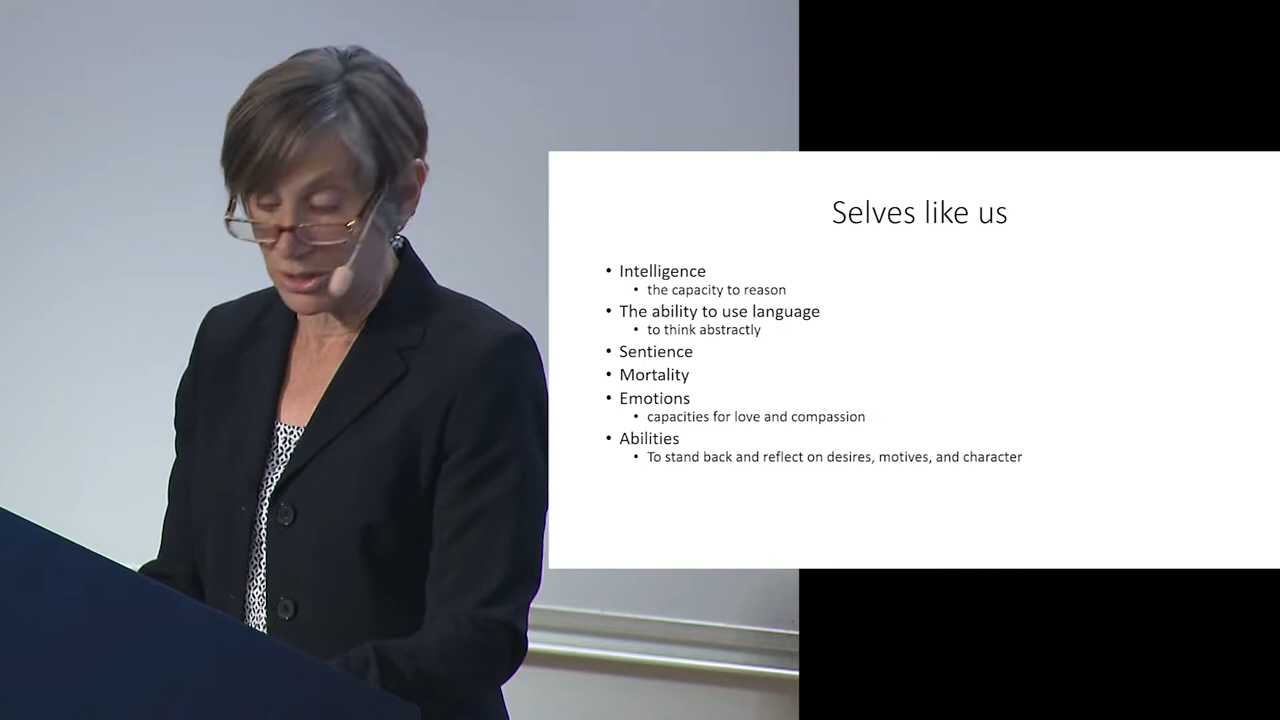 Selves like us
• Intelligence
• the capacity to reason
• The ability to use language
• to think abstractly
• Sentience
• Mortality
• Emotions
• capacities for love and compassion
• Abilities
• To stand back and reflect on desires, motives, and character